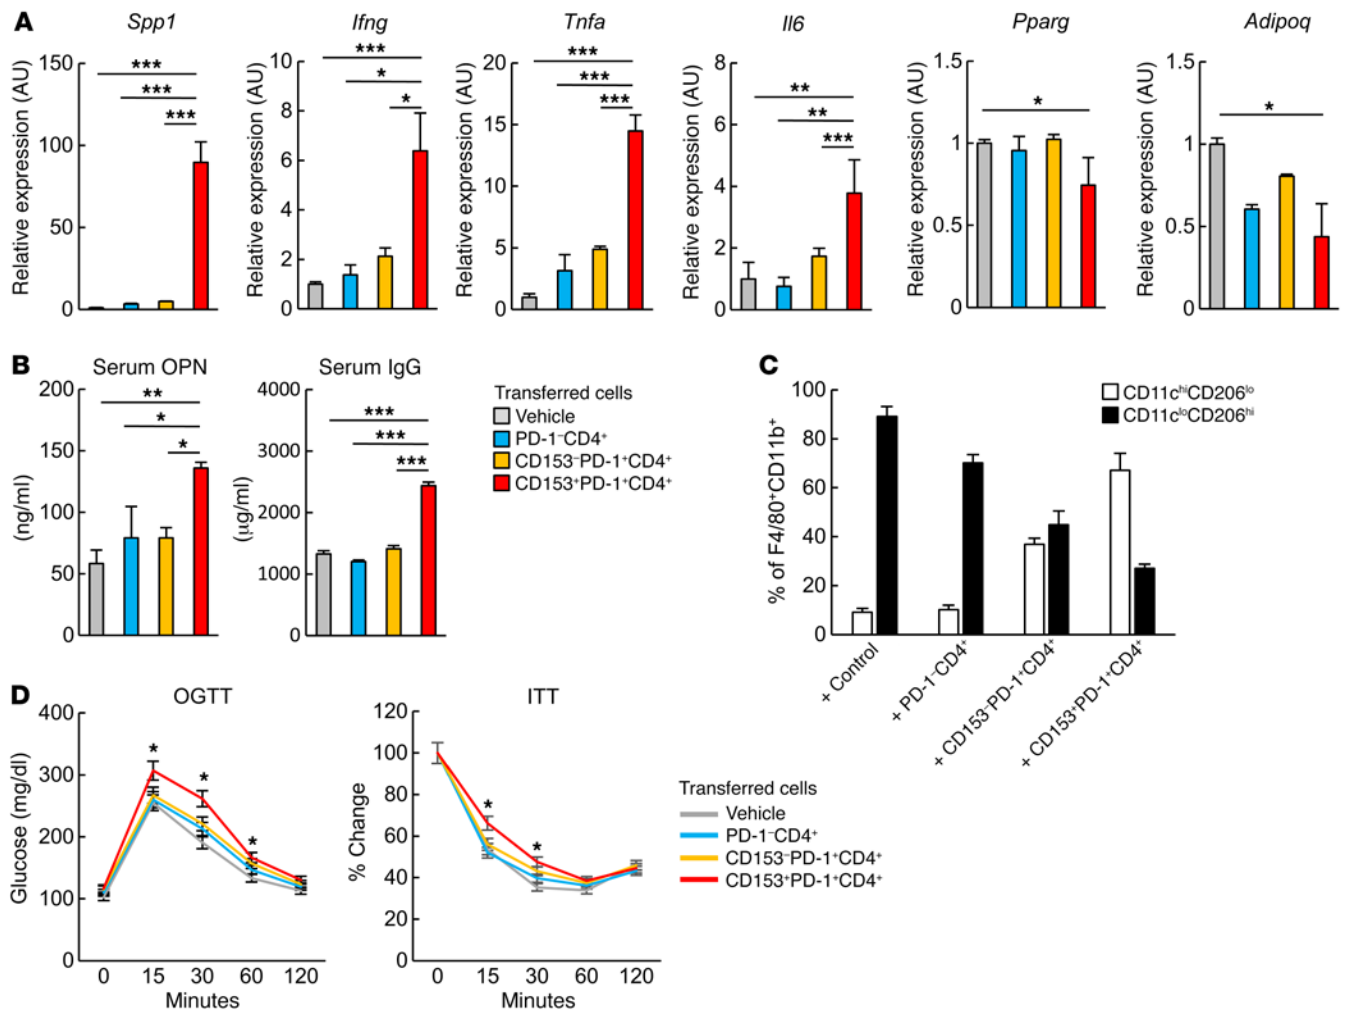 A
Spp1
Ifng
Tnfa
Il6
Pparg
Adipoq
Relative expression (AU)
150
100
50
0
***
***
***
Relative expression (AU)
10
8
6
4
2
0
***
*
*
Relative expression (AU)
20
15
10
5
0
***
***
***
Relative expression (AU)
8
6
4
2
0
**
**
***
Relative expression (AU)
1.5
1
0.5
0
*
Relative expression (AU)
1.5
1
0.5
0
*
B
Serum OPN
(ng/ml)
200
150
100
50
0
**
*
*
Serum IgG
(μg/ml)
4000
3000
2000
1000
0
***
***
***
Transferred cells
Vehicle
PD-1⁻CD4⁺
CD153⁻PD-1⁺CD4⁺
CD153⁺PD-1⁺CD4⁺
C
% of F4/80⁺CD11b⁺
100
80
60
40
20
0
CD11cʰⁱCD206ˡᵒ
CD11cˡᵒCD206ʰⁱ
+ Control
+ PD-1⁻CD4⁺
+ CD153⁻PD-1⁺CD4⁺
+ CD153⁺PD-1⁺CD4⁺
D
OGTT
Glucose (mg/dl)
400
300
200
100
0
*
*
*
0 15 30 60 120
Minutes
ITT
% Change
120
100
80
60
40
20
0
*
*
0 15 30 60 120
Minutes
Transferred cells
Vehicle
PD-1⁻CD4⁺
CD153⁻PD-1⁺CD4⁺
CD153⁺PD-1⁺CD4⁺